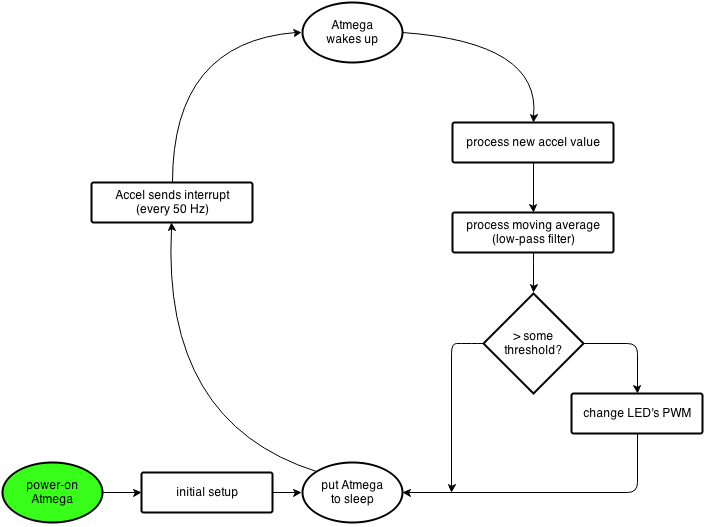 Atmega
wakes up
process new accel value
Accel sends interrupt
(every 50 Hz)
process moving average
(low-pass filter)
> some
threshold?
change LED's PWM
power-on
Atmega
initial setup
put Atmega
to sleep